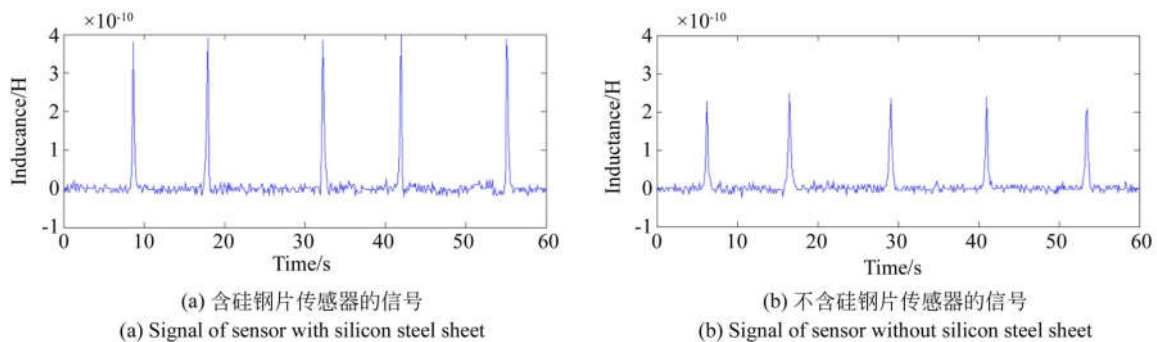 ×10⁻¹⁰
4
3
2
1
0
-1
Inducance/H
0 10 20 30 40 50 60
Time/s
(a) 含硅钢片传感器的信号
(a) Signal of sensor with silicon steel sheet
×10⁻¹⁰
4
3
2
1
0
-1
Inductance/H
0 10 20 30 40 50 60
Time/s
(b) 不含硅钢片传感器的信号
(b) Signal of sensor without silicon steel sheet